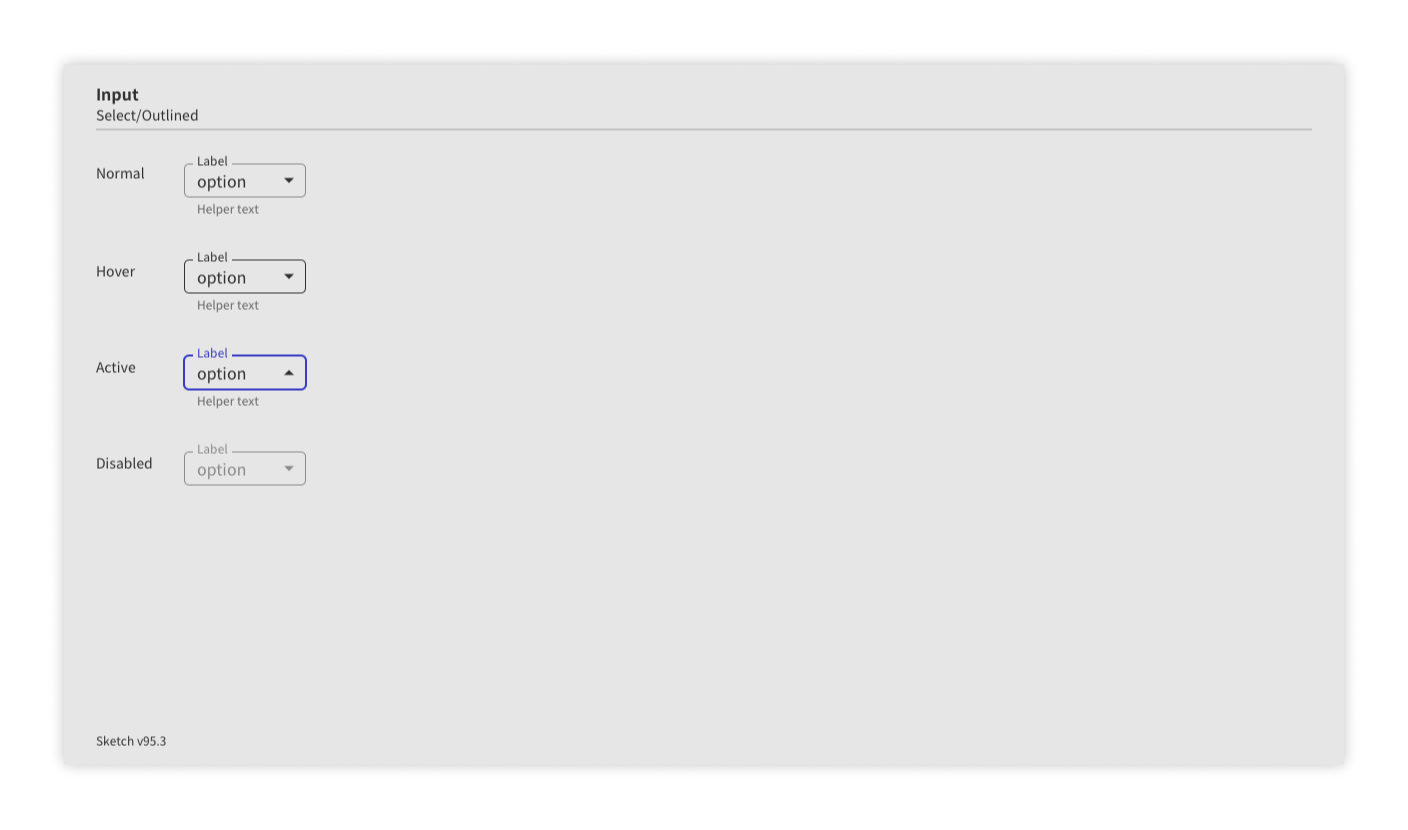 Input
Select/Outlined
Normal
Label
option
Helper text
Hover
Label
option
Helper text
Active
Label
option
Helper text
Disabled
Label
option
Sketch v95.3